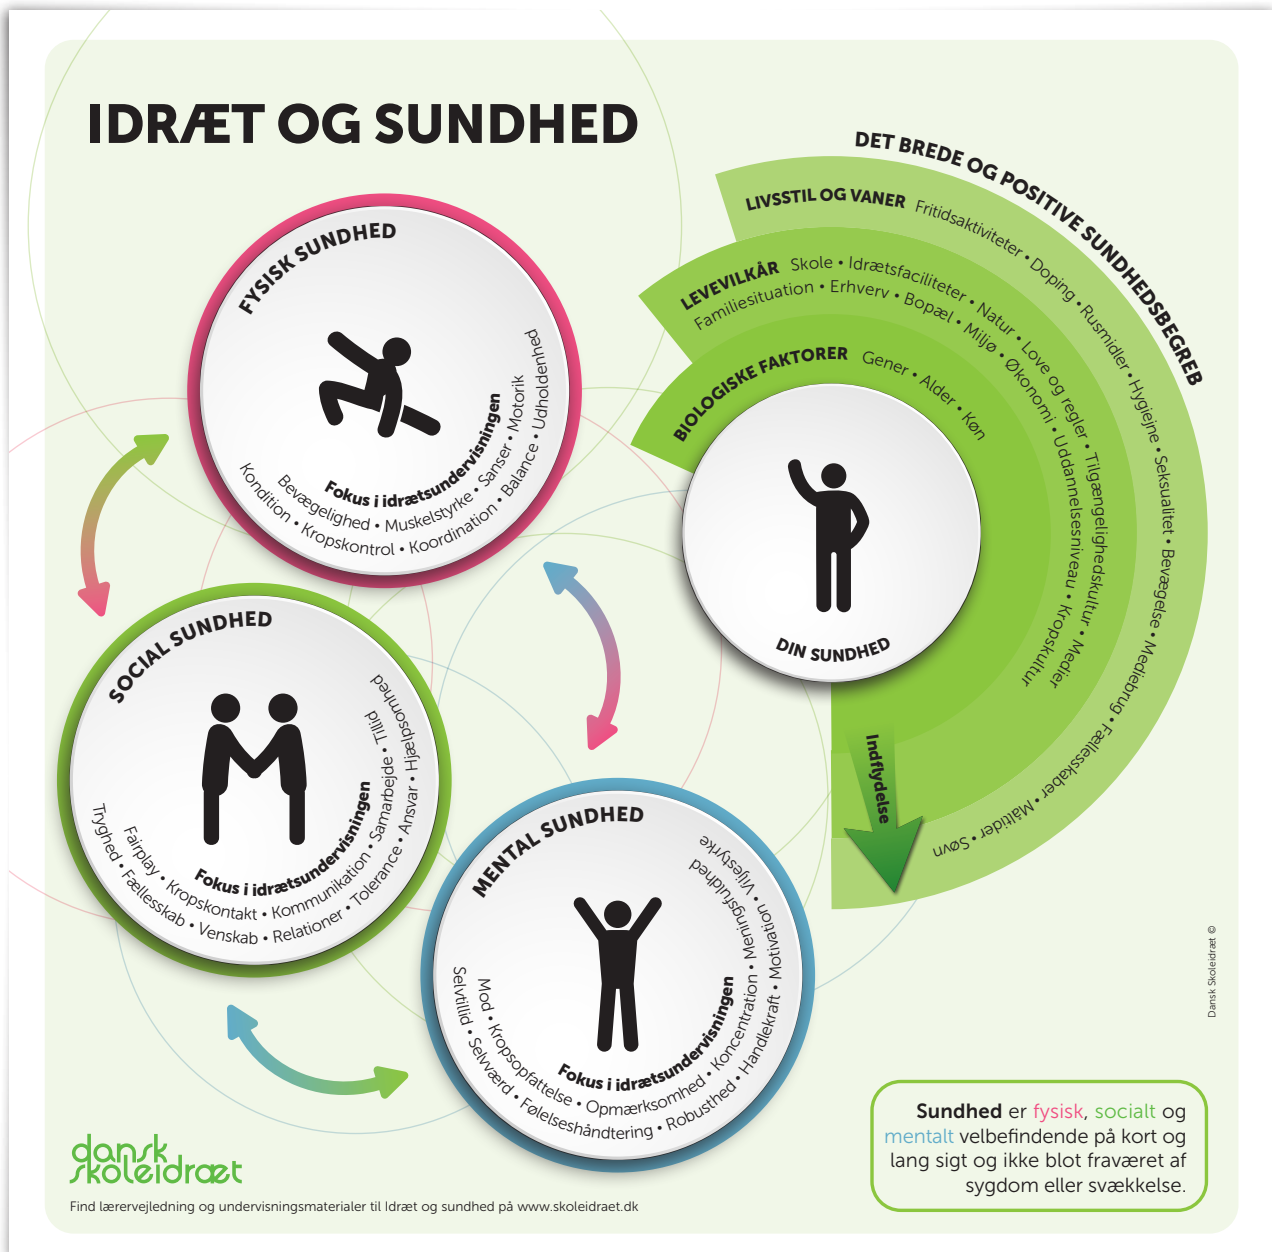 IDRÆT OG SUNDHED
FYSISK SUNDHED
Fokus i idrætsundervisningen
Bevægelighed • Muskelstyrke • Sanser • Motorik
Kondition • Kropskontrol • Koordination • Balance • Udholdenhed
SOCIAL SUNDHED
Fokus i idrætsundervisningen
Fairplay • Kropskontakt • Kommunikation • Samarbejde • Tillid
Tryghed • Fællesskab • Venskab • Relationer • Tolerance • Ansvar • Hjælpsomhed
MENTAL SUNDHED
Fokus i idrætsundervisningen
Mod • Kropsopfattelse • Opmærksomhed • Koncentration • Meningsfuldhed
Selvtillid • Selvværd • Følelseshåndtering • Robusthed • Handlekraft • Motivation • Viljestyrke
DET BREDE OG POSITIVE SUNDHEDSBEGREB
LIVSSTIL OG VANER Fritidsaktiviteter • Doping • Rusmidler • Hygiejne • Seksualitet • Bevægelse • Mediebrug • Fællesskaber • Måltider • Søvn
LEVEVILKÅR Skole • Idrætsfaciliteter • Natur • Love og regler • Tilgængelighedskultur • Medier
Familiesituation • Erhverv • Bopæl • Miljø • Økonomi • Uddannelsesniveau • Kropskultur
BIOLOGISKE FAKTORER Gener • Alder • Køn
DIN SUNDHED
Indflydelse
Dansk Skoleidræt ©
Sundhed er fysisk, socialt og
mentalt velbefindende på kort og
lang sigt og ikke blot fraværet af
sygdom eller svækkelse.
dansk
skoleidræt
Find lærervejledning og undervisningsmaterialer til Idræt og sundhed på www.skoleidraet.dk